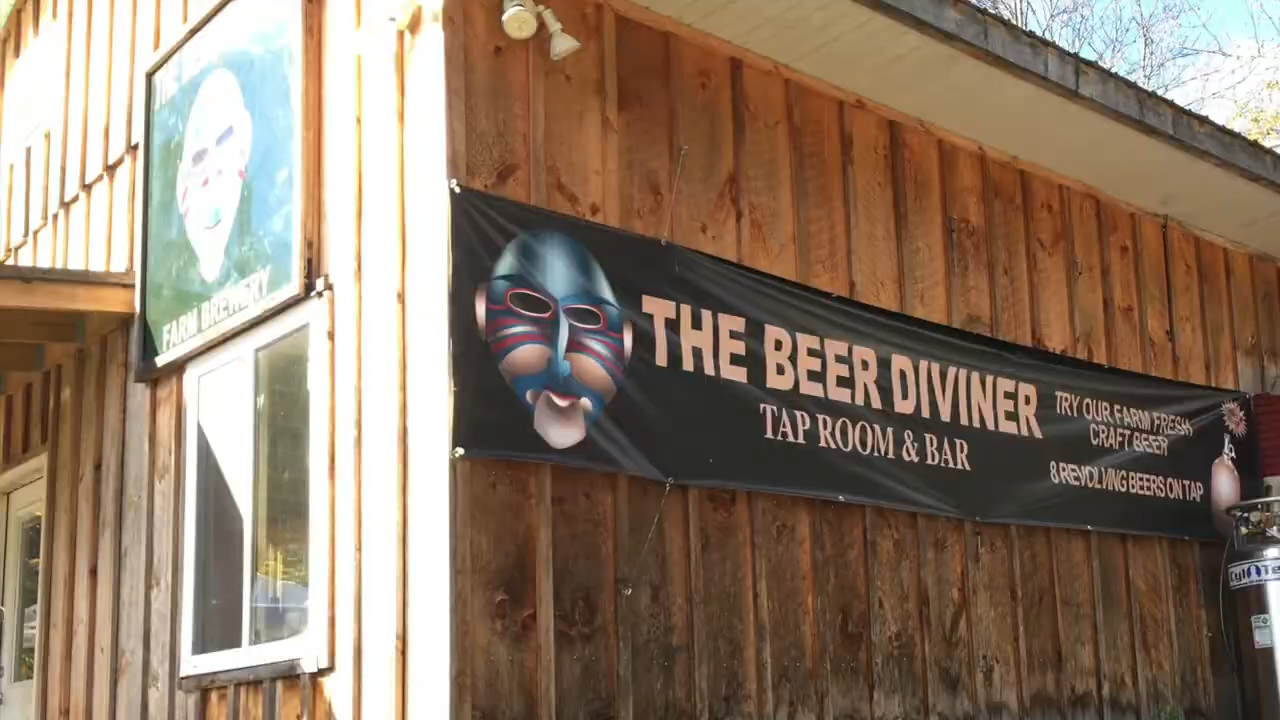 FARM BREWERY
THE BEER DIVINER
TAP ROOM & BAR
TRY OUR FARM FRESH
CRAFT BEER
8 REVOLVING BEERS ON TAP